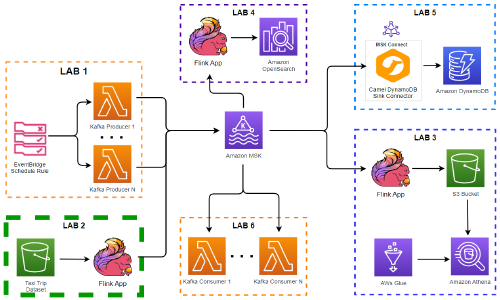 LAB 1
EventBridge
Schedule Rule
Kafka Producer 1
Kafka Producer N
LAB 2
Taxi Trip
Dataset
Flink App
LAB 4
Flink App
Amazon
OpenSearch
Amazon MSK
LAB 6
Kafka Consumer 1
Kafka Consumer N
LAB 5
MSK Connect
Camel DynamoDB
Sink Connector
Amazon DynamoDB
LAB 3
Flink App
S3 Bucket
AWs Glue
Amazon Athena